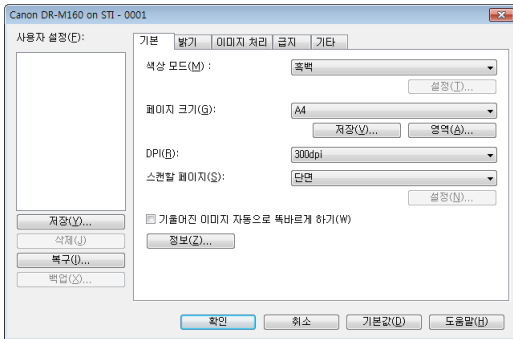 Canon DR-M160 on STI - 0001
사용자 설정(F):
기본 밝기 이미지 처리 급지 기타
색상 모드(M) : 흑백
설정(T)...
페이지 크기(G): A4
저장(V)... 영역(A)...
DPI(R): 300dpi
스캔할 페이지(S): 단면
설정(N)...
기울어진 이미지 자동으로 똑바르게 하기(W)
정보(Z)...
저장(Y)...
삭제(J)
복구(I)...
백업(X)...
확인 취소 기본값(D) 도움말(H)